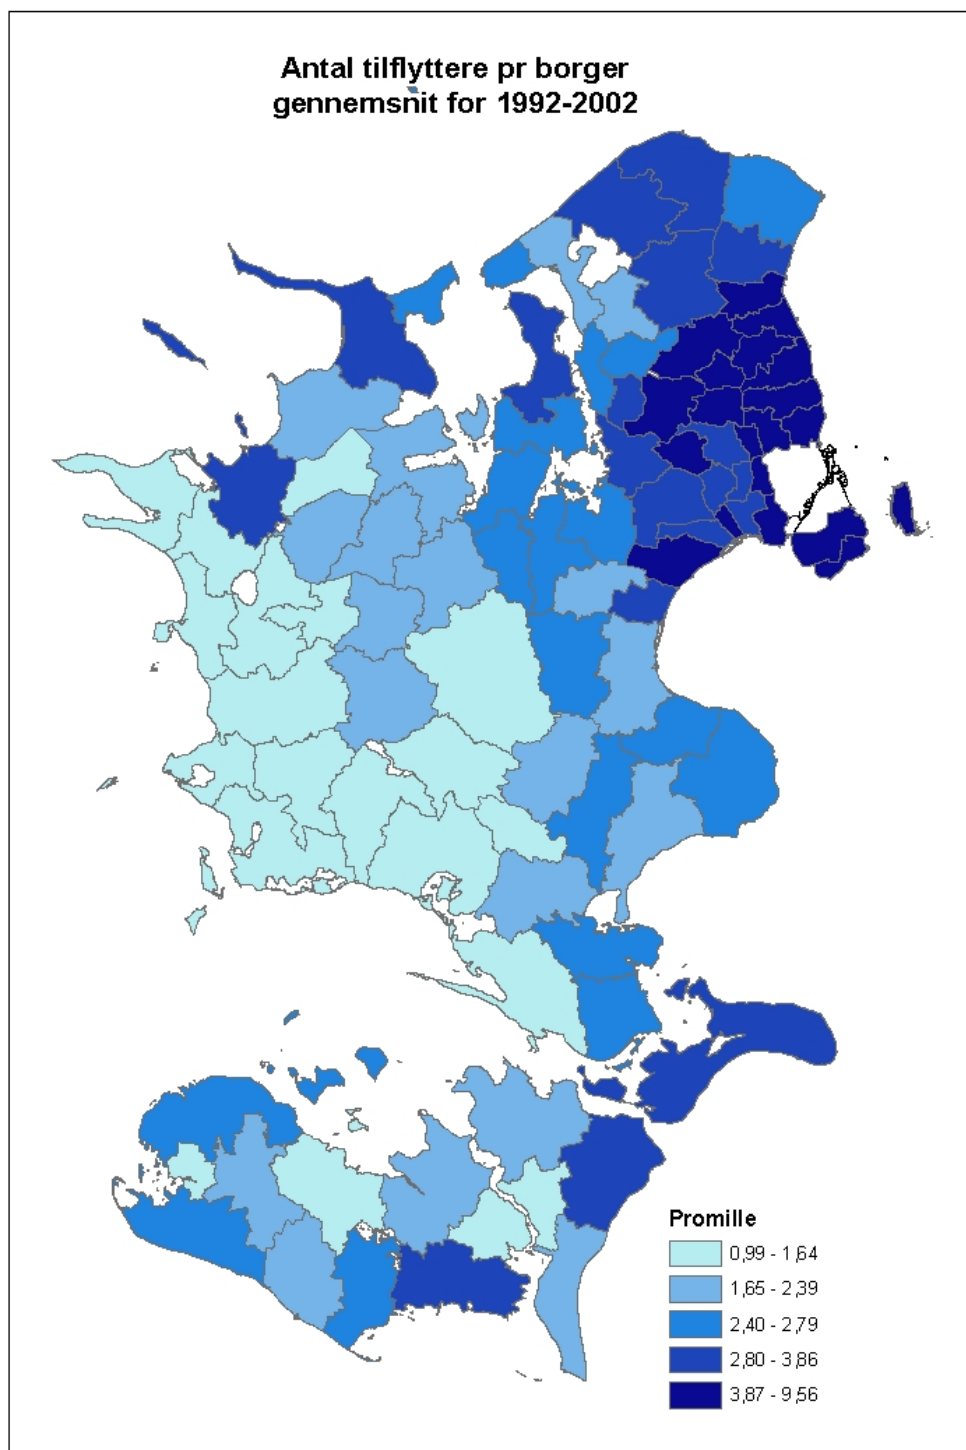 Antal tilflyttere pr borger
gennemsnit for 1992-2002
Promille
0,99 - 1,64
1,65 - 2,39
2,40 - 2,79
2,80 - 3,86
3,87 - 9,56